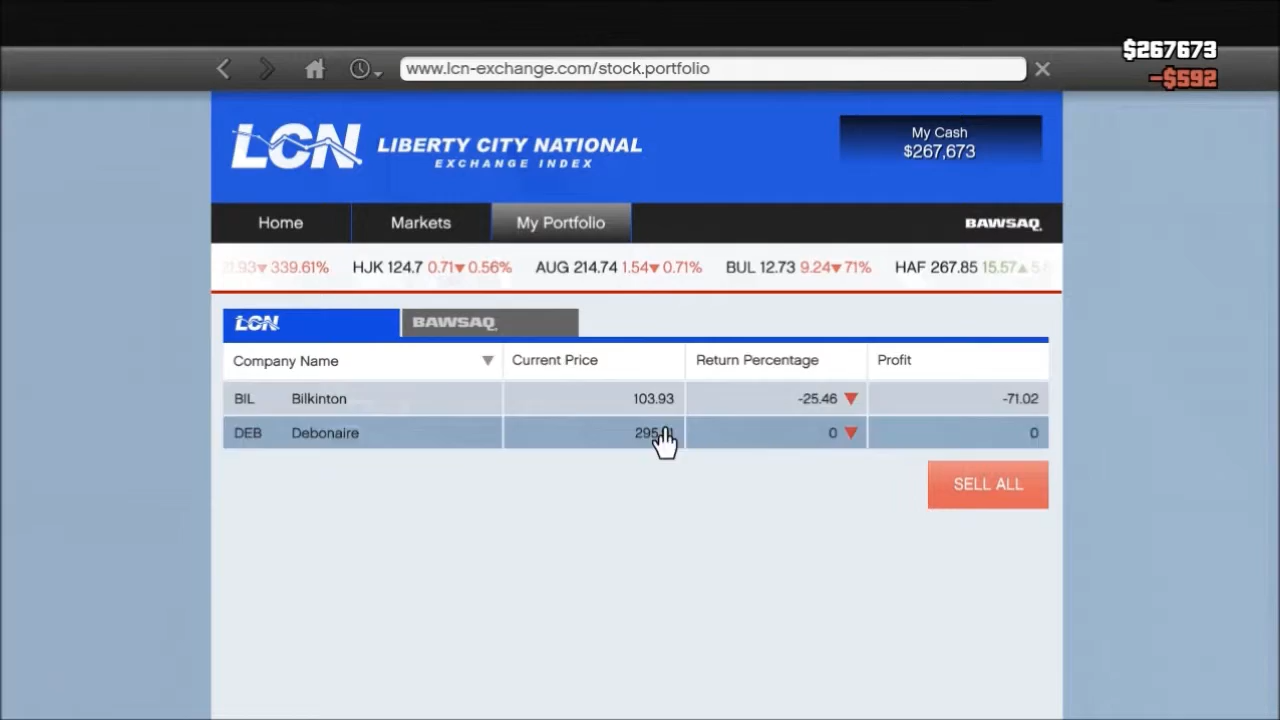 $267673
www.lcn-exchange.com/stock.portfolio
-$592
LCN LIBERTY CITY NATIONAL
EXCHANGE INDEX
My Cash
$267,673
Home Markets My Portfolio BAWSAQ
1.93▼ 339.61% HJK 124.7 0.71▼ 0.56% AUG 214.74 1.54▼ 0.71% BUL 12.73 9.24▼ 71% HAF 267.85 15.57▲
LCN BAWSAQ
Company Name ▼ Current Price Return Percentage Profit
BIL Bilkinton 103.93 -25.46 ▼ -71.02
DEB Debonaire 0 ▼ 0
SELL ALL